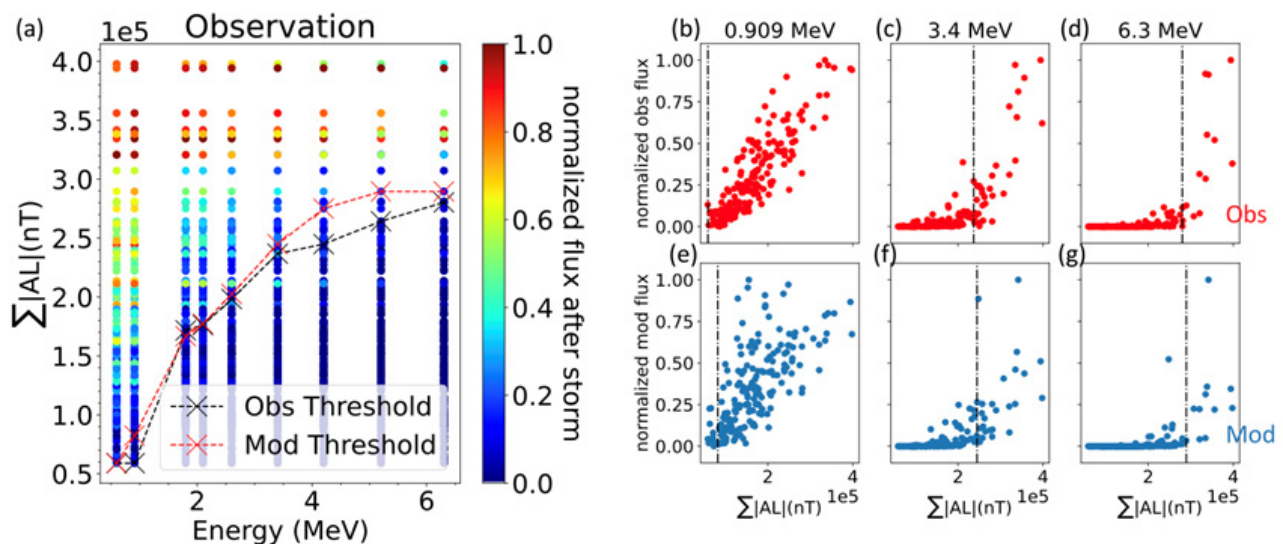 (a)
1e5
Observation
4.0
3.5
3.0
2.5
2.0
1.5
1.0
0.5
∑|AL|(nT)
2
4
6
Energy (MeV)
Obs Threshold
Mod Threshold
1.0
0.8
0.6
0.4
0.2
0.0
normalized flux after storm
(b)
0.909 MeV
(c)
3.4 MeV
(d)
6.3 MeV
normalized obs flux
1.00
0.75
0.50
0.25
0.00
Obs
(e)
(f)
(g)
normalized mod flux
1.00
0.75
0.50
0.25
0.00
Mod
2
4
2
4
2
4
∑|AL|(nT)
1e5
∑|AL|(nT)
1e5
∑|AL|(nT)
1e5